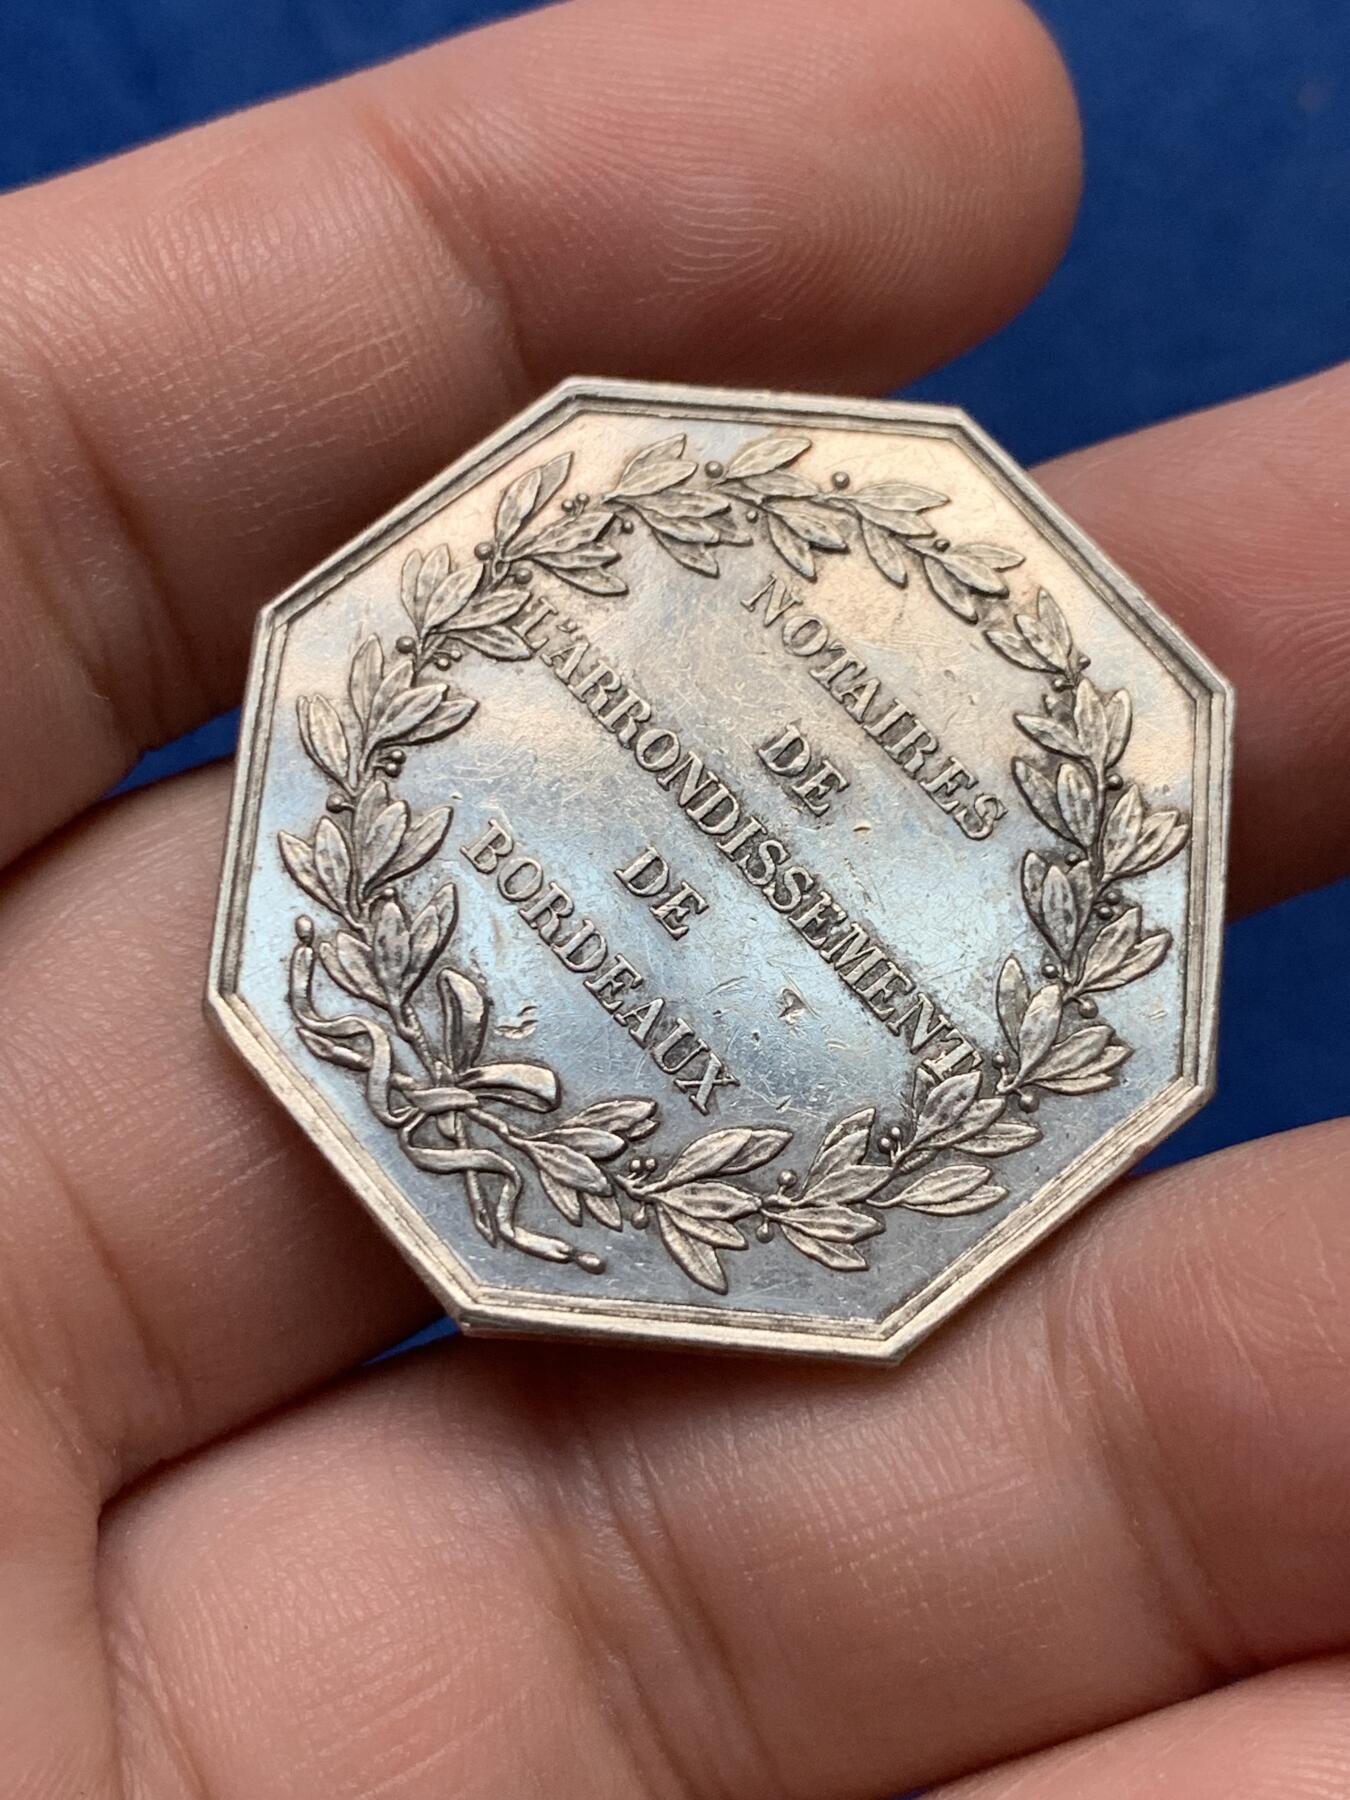 NOTAIRES
DE
L'ARRONDISSEMENT
DE
BORDEAUX